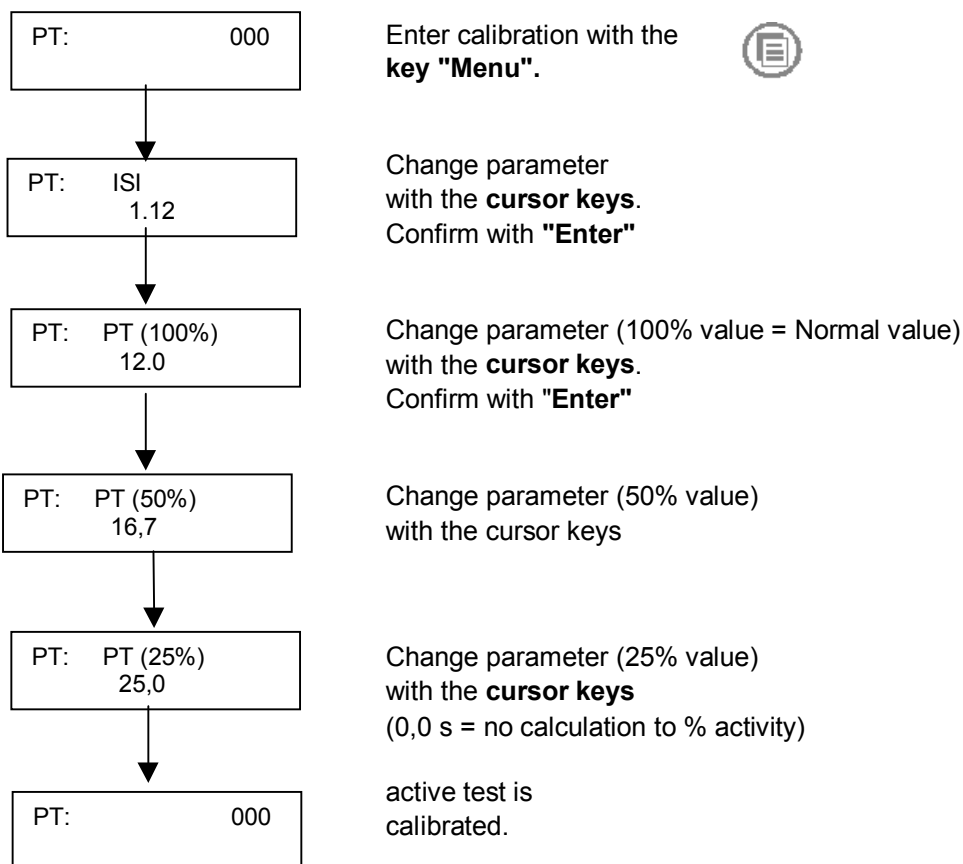 PT: 000
Enter calibration with the
key "Menu".
PT: ISI
1.12
Change parameter
with the cursor keys.
Confirm with "Enter"
PT: PT (100%)
12.0
Change parameter (100% value = Normal value)
with the cursor keys.
Confirm with "Enter"
PT: PT (50%)
16,7
Change parameter (50% value)
with the cursor keys
PT: PT (25%)
25,0
Change parameter (25% value)
with the cursor keys
(0,0 s = no calculation to % activity)
PT: 000
active test is
calibrated.